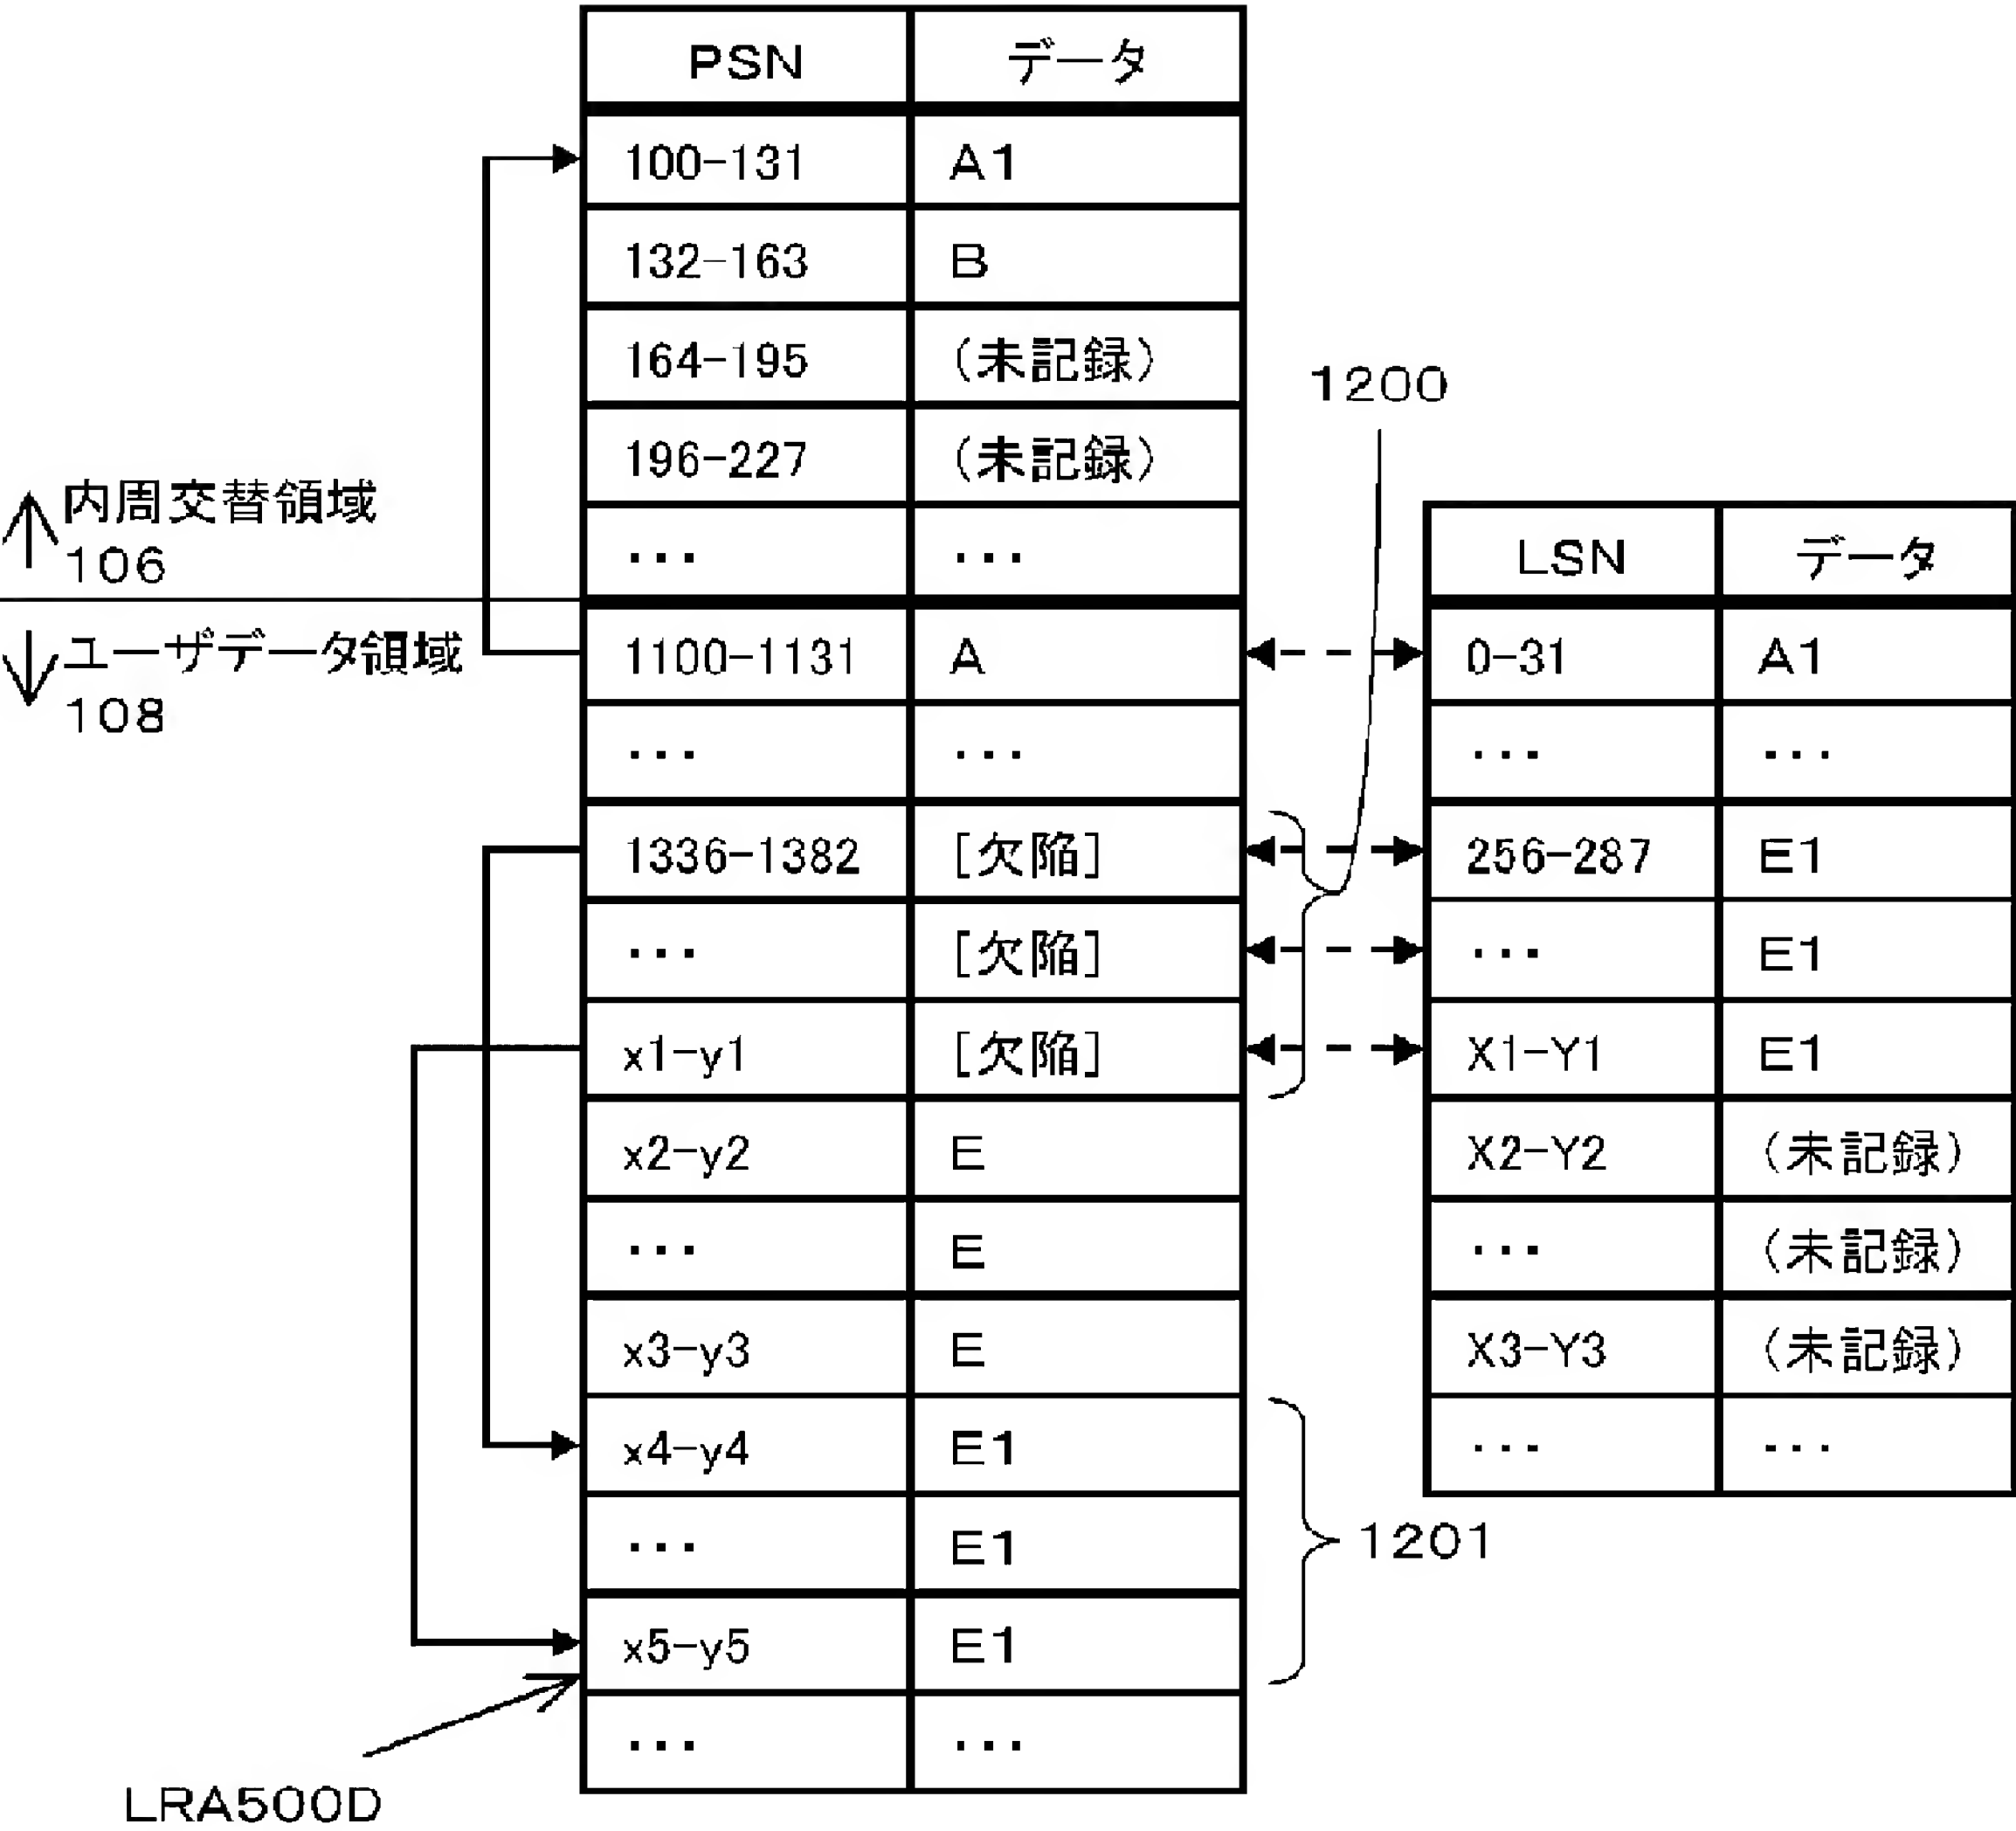 PSN データ
100-131 A1
132-163 B
164-195 (未記録)
196-227 (未記録)
... ...
1100-1131 A
... ...
1336-1382 [欠陥]
... [欠陥]
x1-y1 [欠陥]
x2-y2 E
... E
x3-y3 E
x4-y4 E1
... E1
x5-y5 E1
... ...
内周交替領域
106
ユーザデータ領域
108
LRA500D
1200
1201
LSN データ
0-31 A1
... ...
256-287 E1
... E1
X1-Y1 E1
X2-Y2 (未記録)
... (未記録)
X3-Y3 (未記録)
... ...